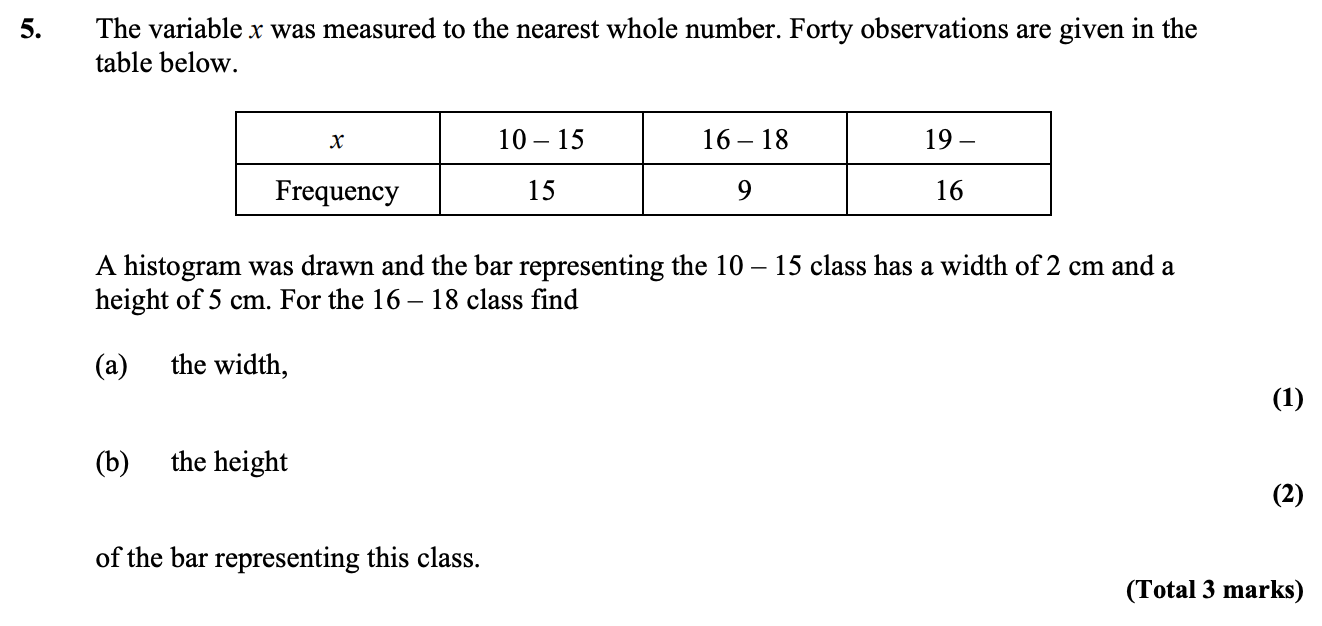 5. The variable x was measured to the nearest whole number. Forty observations are given in the
table below.
x 10 – 15 16 – 18 19 –
Frequency 15 9 16
A histogram was drawn and the bar representing the 10 – 15 class has a width of 2 cm and a
height of 5 cm. For the 16 – 18 class find
(a) the width,
(1)
(b) the height
(2)
of the bar representing this class.
(Total 3 marks)